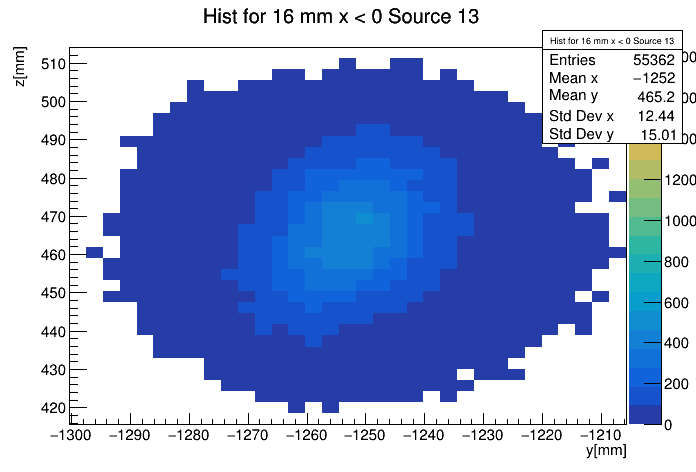 Hist for 16 mm x < 0 Source 13
z[mm]
510
500
490
480
470
460
450
440
430
420
Hist for 16 mm x < 0 Source 13
Entries 55362
Mean x −1252
Mean y 465.2
Std Dev x 12.44
Std Dev y 15.01
1200
1000
800
600
400
200
0
−1300 −1290 −1280 −1270 −1260 −1250 −1240 −1230 −1220 −1210
y[mm]